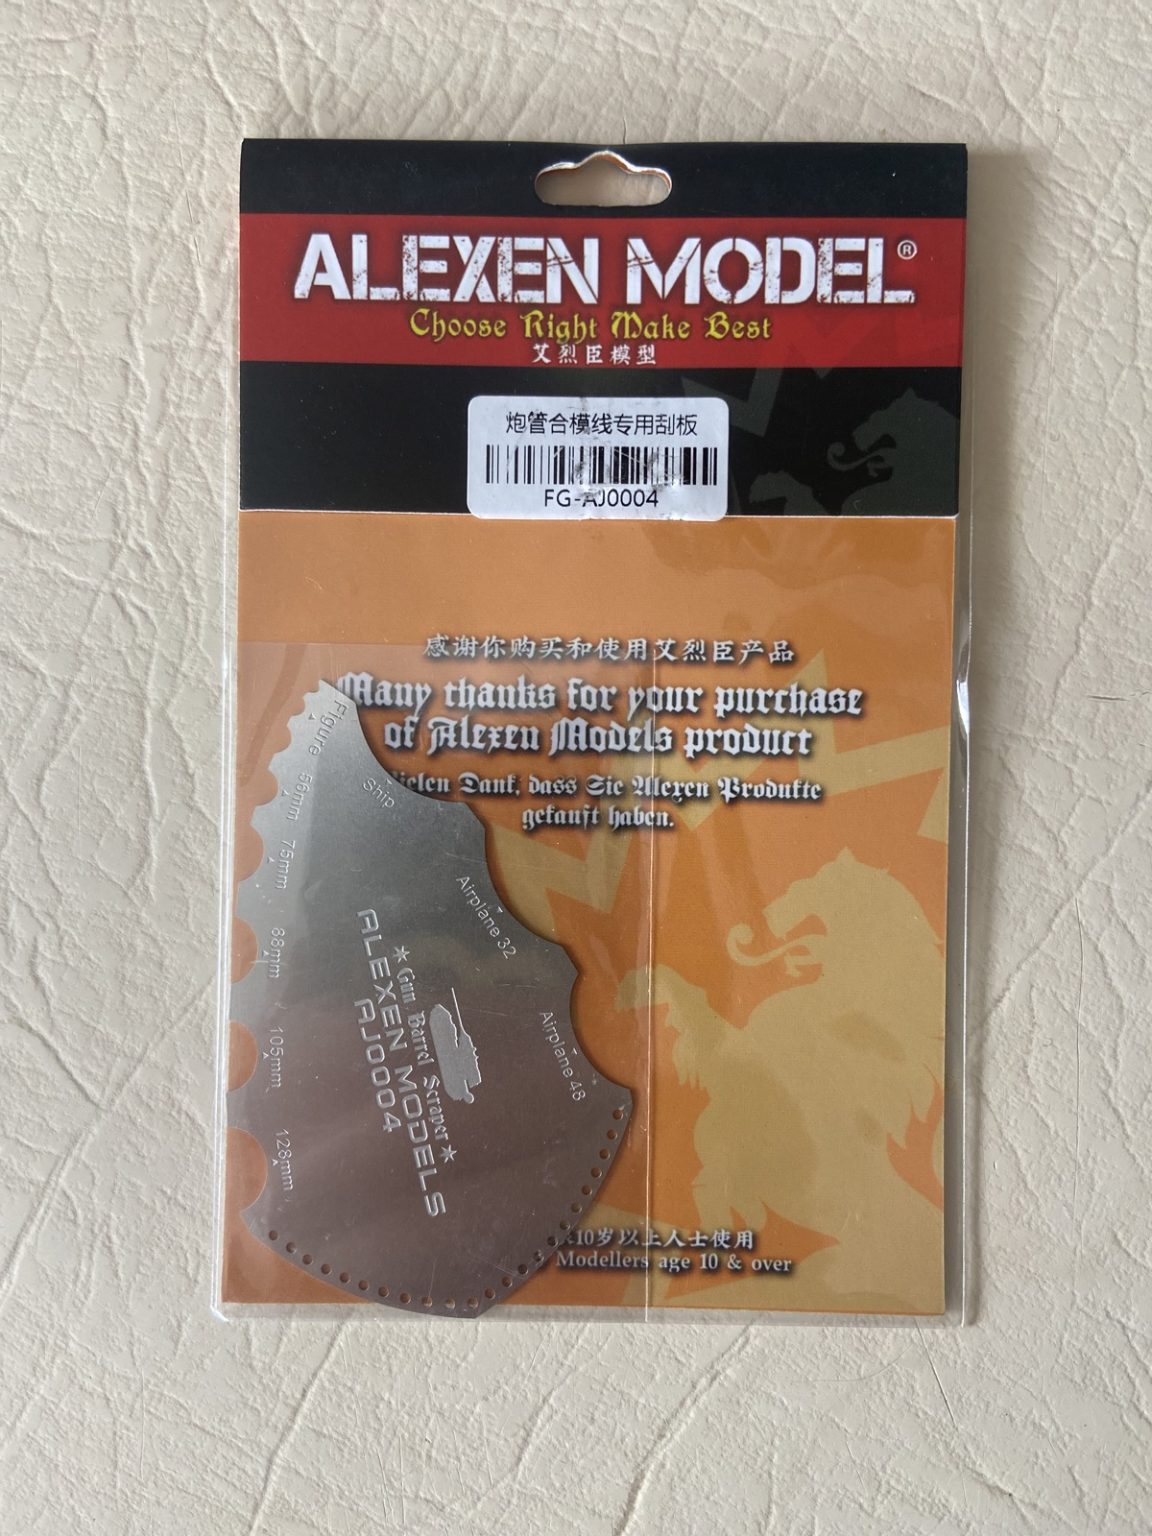 ALEXEN MODEL®
Choose Right Make Best
艾烈臣模型
炮管合模线专用刮板
FG-AJ0004
感谢你购买和使用艾烈臣产品
Many thanks for your purchase
of Alexen Models product
Dank, dass Sie Alexen Produkte
gekauft haben.
Figure
56mm
75mm
88mm
105mm
128mm
Ship
Airplane 32
Airplane 48
★Gun Barrel Scraper★
ALEXEN MODELS
AJ0004
10岁以上人士使用
Modellers age 10 & over